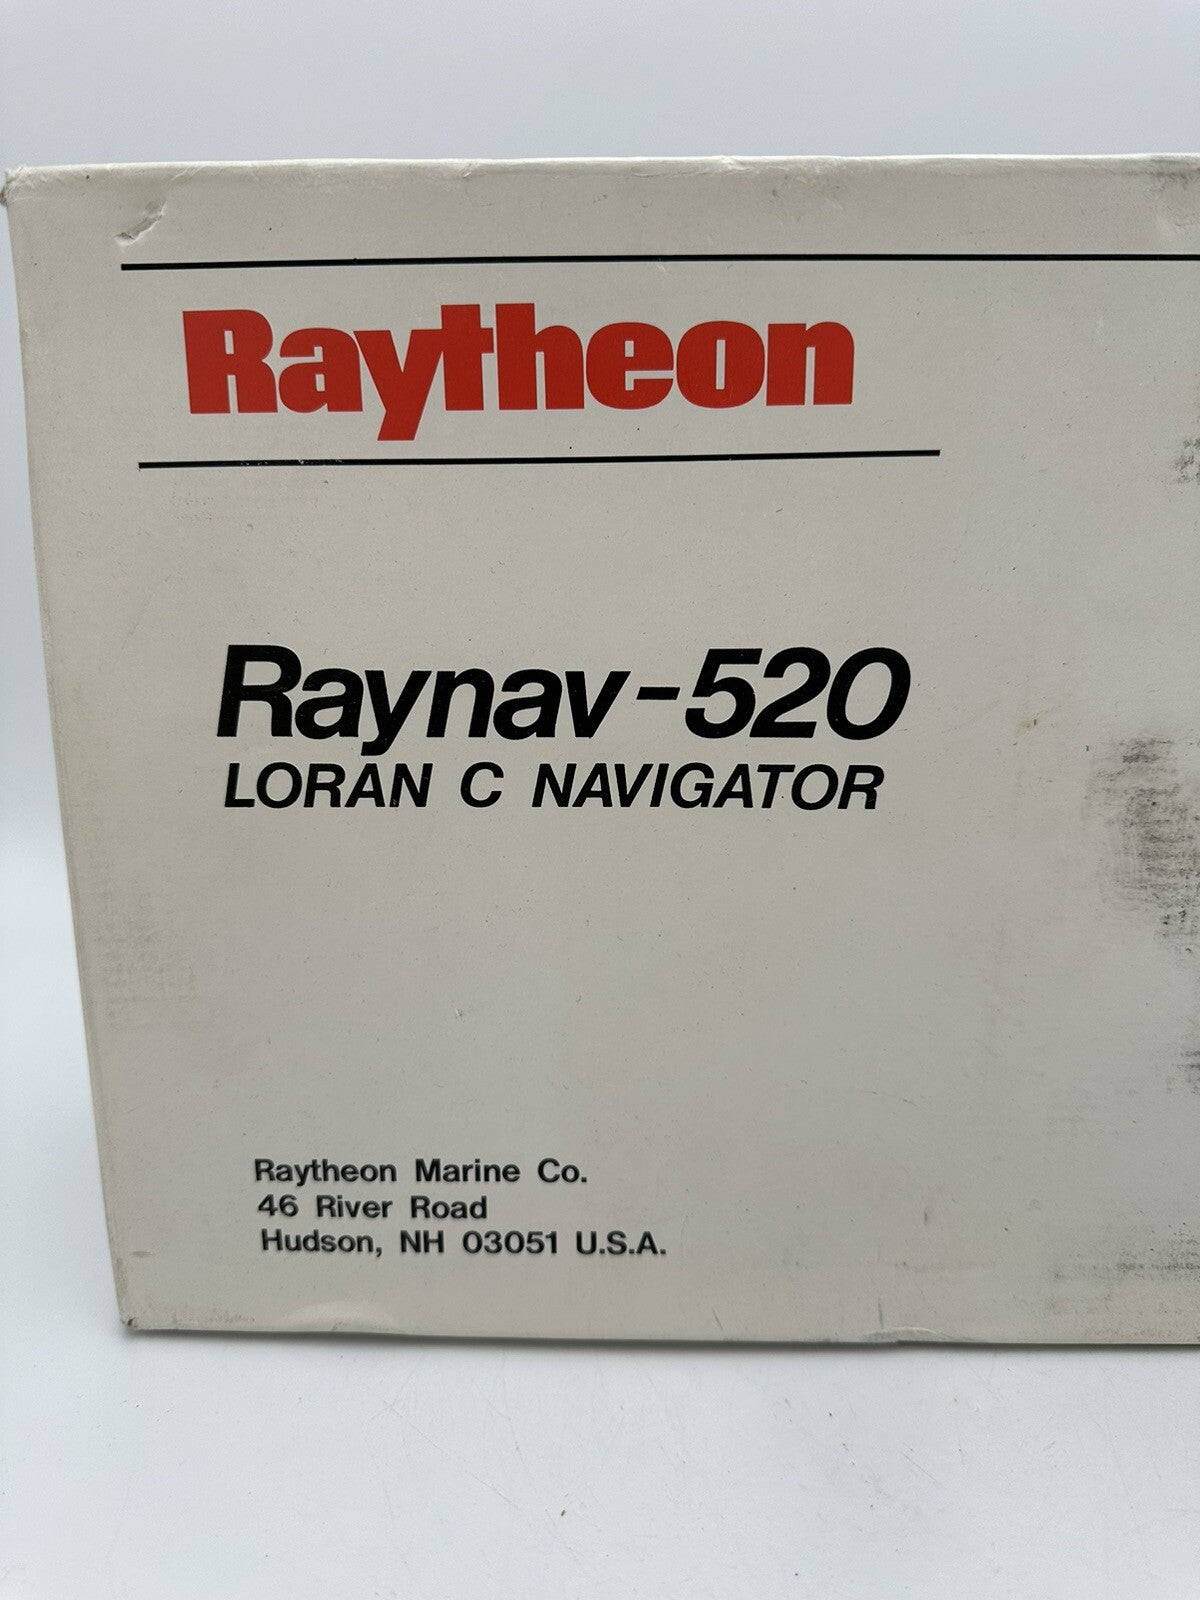 Raytheon
Raynav-520
LORAN C NAVIGATOR
Raytheon Marine Co.
46 River Road
Hudson, NH 03051 U.S.A.